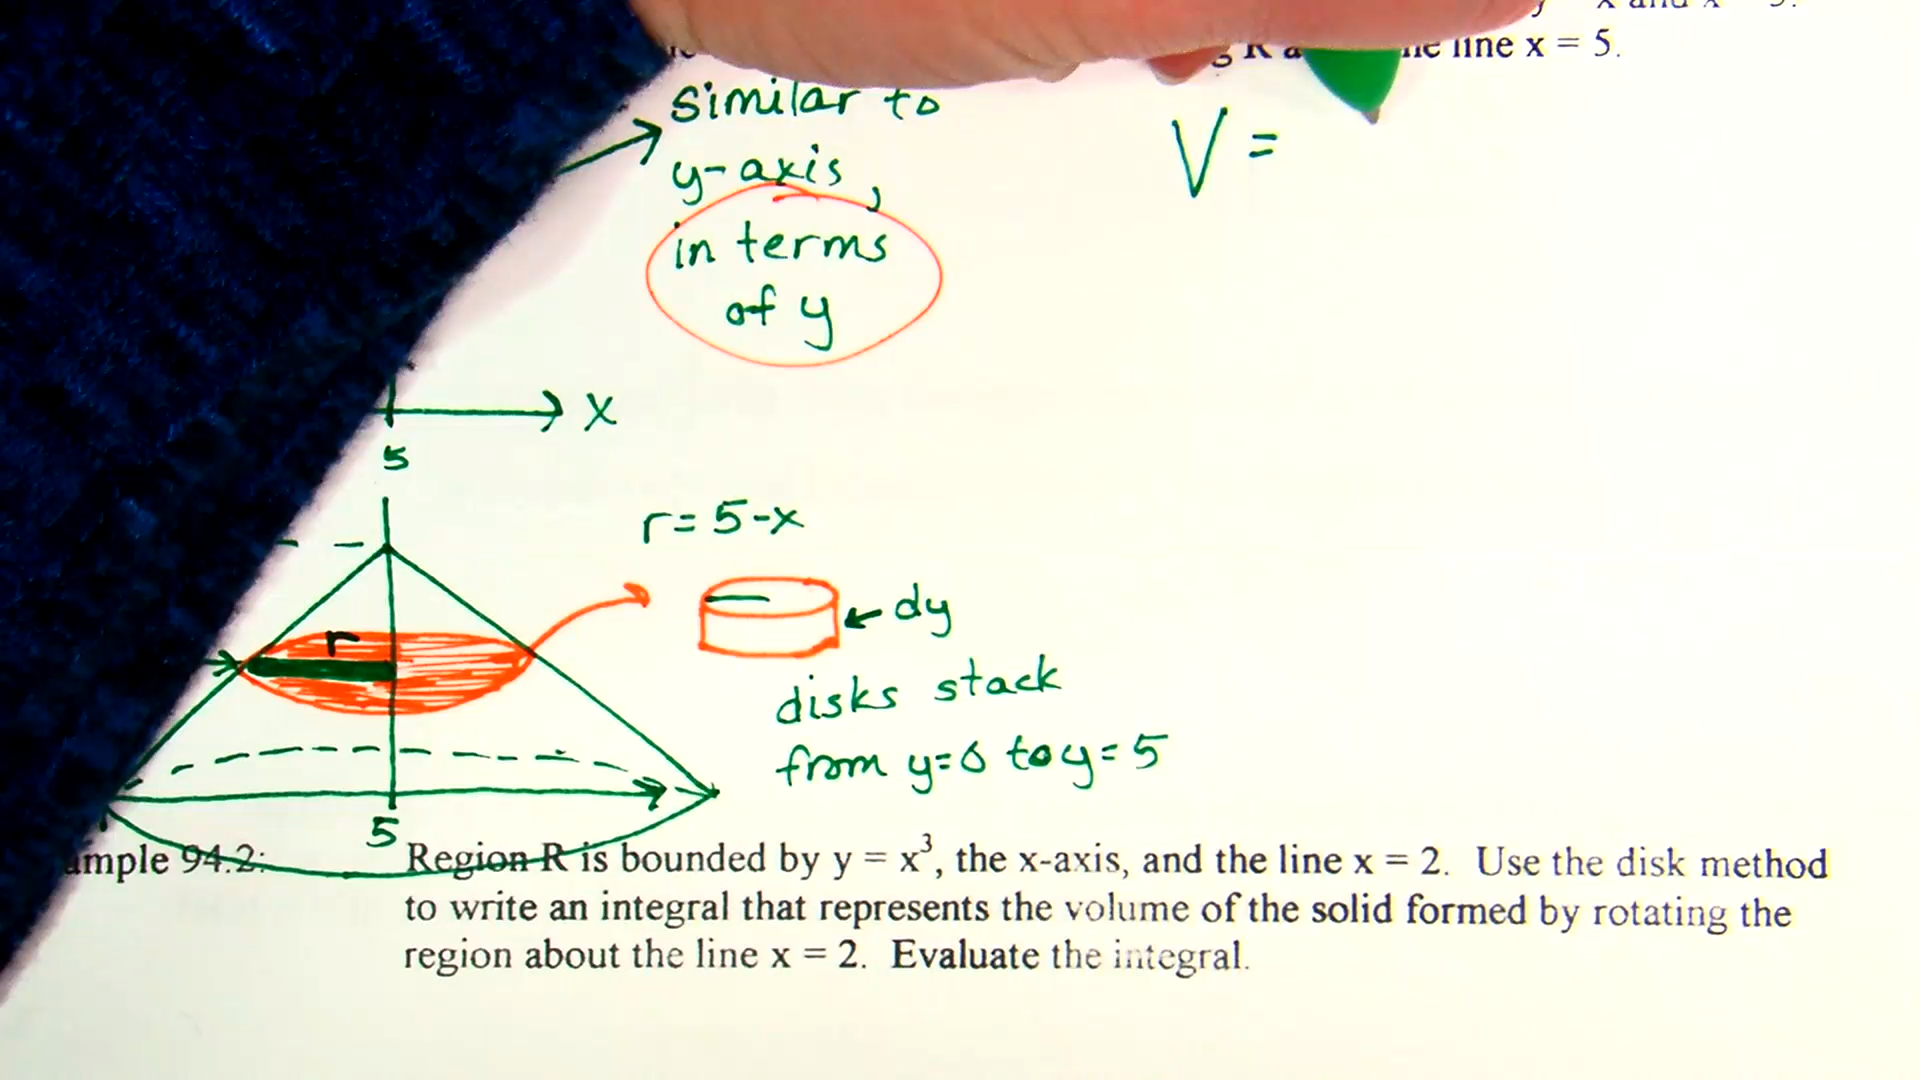 x and x
line x = 5.
Similar to
y-axis,
in terms
of y
V =
x
5
r = 5-x
r
dy
disks stack
from y=0 to y=5
5
ample 94.2: Region R is bounded by y = x³, the x-axis, and the line x = 2. Use the disk method
to write an integral that represents the volume of the solid formed by rotating the
region about the line x = 2. Evaluate the integral.